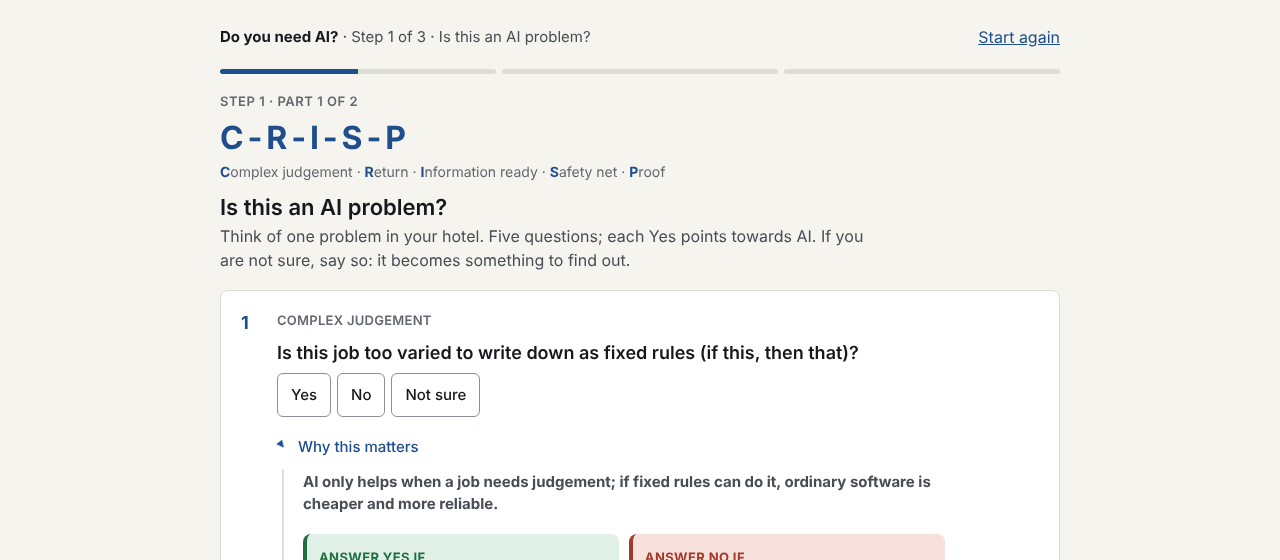 Do you need AI? · Step 1 of 3 · Is this an AI problem?
Start again
STEP 1 · PART 1 OF 2
C-R-I-S-P
Complex judgement · Return · Information ready · Safety net · Proof
Is this an AI problem?
Think of one problem in your hotel. Five questions; each Yes points towards AI. If you
are not sure, say so: it becomes something to find out.
1
COMPLEX JUDGEMENT
Is this job too varied to write down as fixed rules (if this, then that)?
Yes
No
Not sure
Why this matters
AI only helps when a job needs judgement; if fixed rules can do it, ordinary software is
cheaper and more reliable.
ANSWER YES IF
ANSWER NO IF